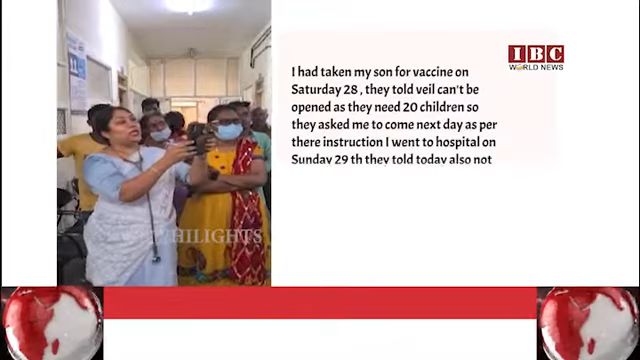 IBC
WORLD NEWS
I had taken my son for vaccine on
Saturday 28 , they told veil can't be
opened as they need 20 children so
they asked me to come next day as per
there instruction I went to hospital on
Sunday 29 th they told today also not
HILIGHTS